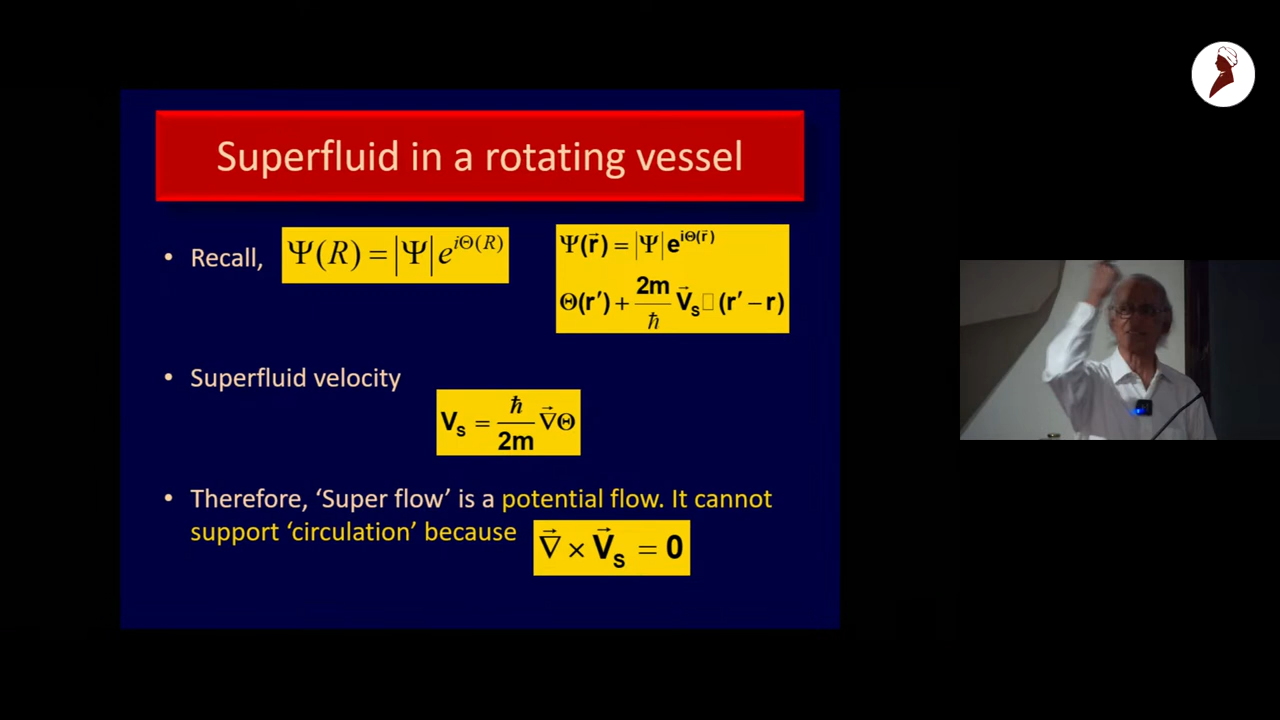 Superfluid in a rotating vessel
• Recall, Ψ(R) = |Ψ| e^{iΘ(R)}
Ψ(r⃗) = |Ψ| e^{iΘ(r⃗)}
Θ(r′) + 2m/ħ V⃗ₛ□(r′ − r)
• Superfluid velocity
Vₛ = ħ/2m ∇⃗Θ
• Therefore, ‘Super flow’ is a potential flow. It cannot
support ‘circulation’ because ∇⃗ × V⃗ₛ = 0